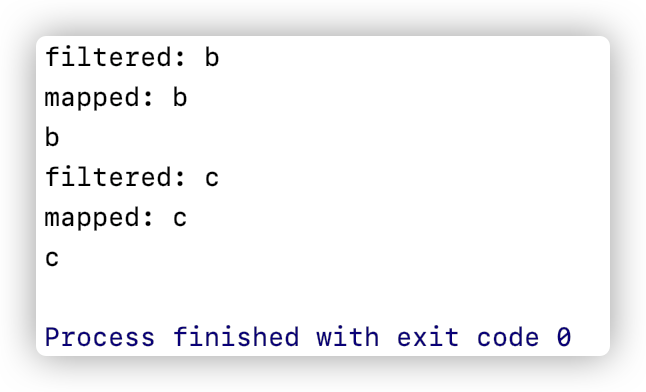 filtered: b
mapped: b
b
filtered: c
mapped: c
c
Process finished with exit code 0